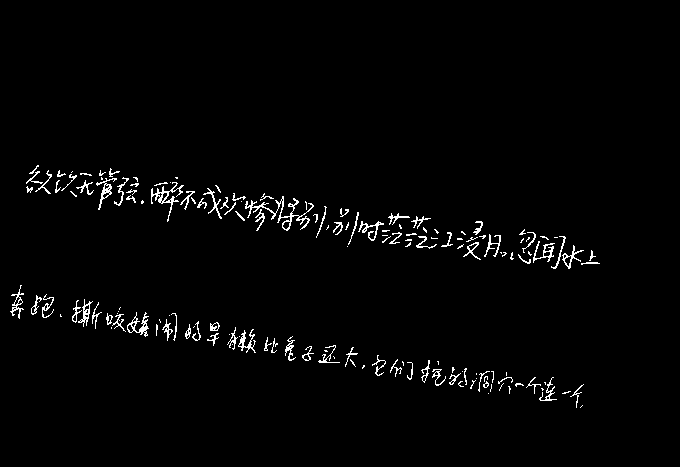 欲饮无管弦.醉不成欢惨将别,别时茫茫江浸月。忽闻水上
奔跑、撕咬嬉闹的旱獭比兔子还大,它们挖的洞穴一个连一个